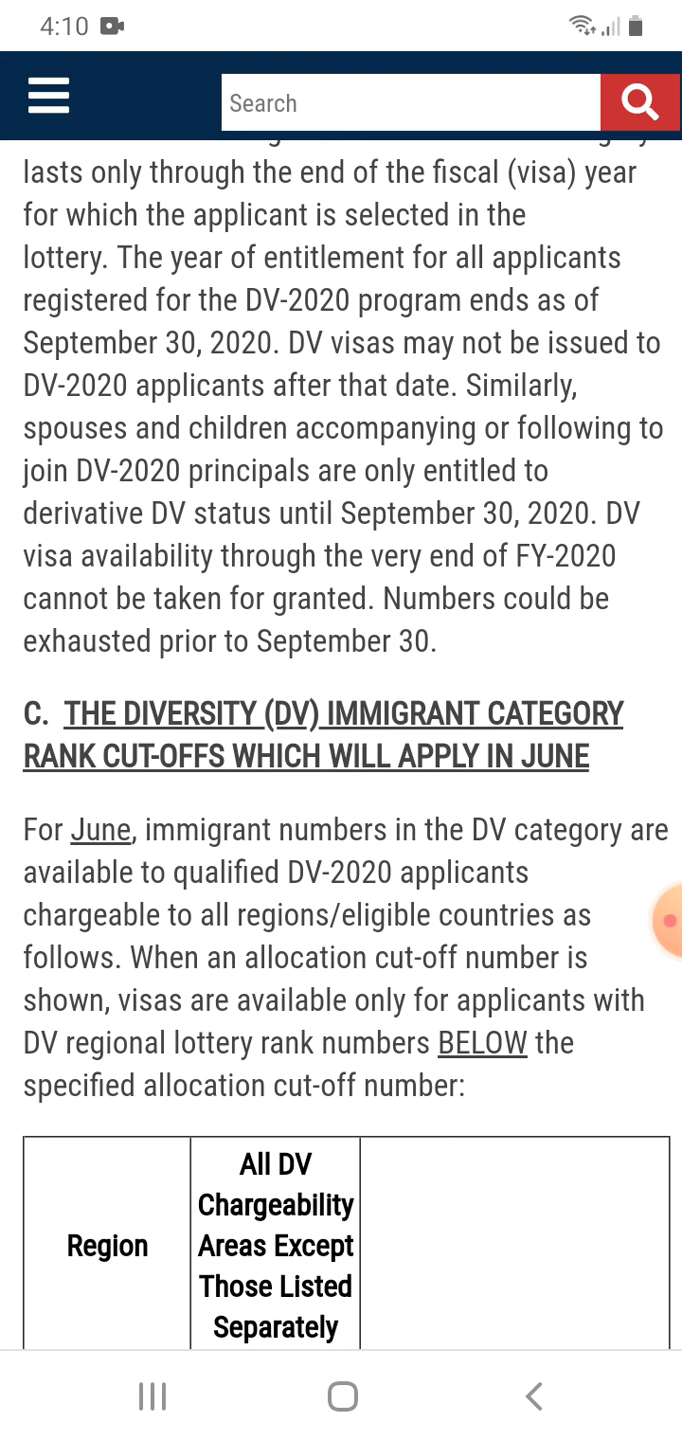 4:10
Search
lasts only through the end of the fiscal (visa) year
for which the applicant is selected in the
lottery. The year of entitlement for all applicants
registered for the DV-2020 program ends as of
September 30, 2020. DV visas may not be issued to
DV-2020 applicants after that date. Similarly,
spouses and children accompanying or following to
join DV-2020 principals are only entitled to
derivative DV status until September 30, 2020. DV
visa availability through the very end of FY-2020
cannot be taken for granted. Numbers could be
exhausted prior to September 30.
C. THE DIVERSITY (DV) IMMIGRANT CATEGORY
RANK CUT-OFFS WHICH WILL APPLY IN JUNE
For June, immigrant numbers in the DV category are
available to qualified DV-2020 applicants
chargeable to all regions/eligible countries as
follows. When an allocation cut-off number is
shown, visas are available only for applicants with
DV regional lottery rank numbers BELOW the
specified allocation cut-off number:
Region
All DV
Chargeability
Areas Except
Those Listed
Separately